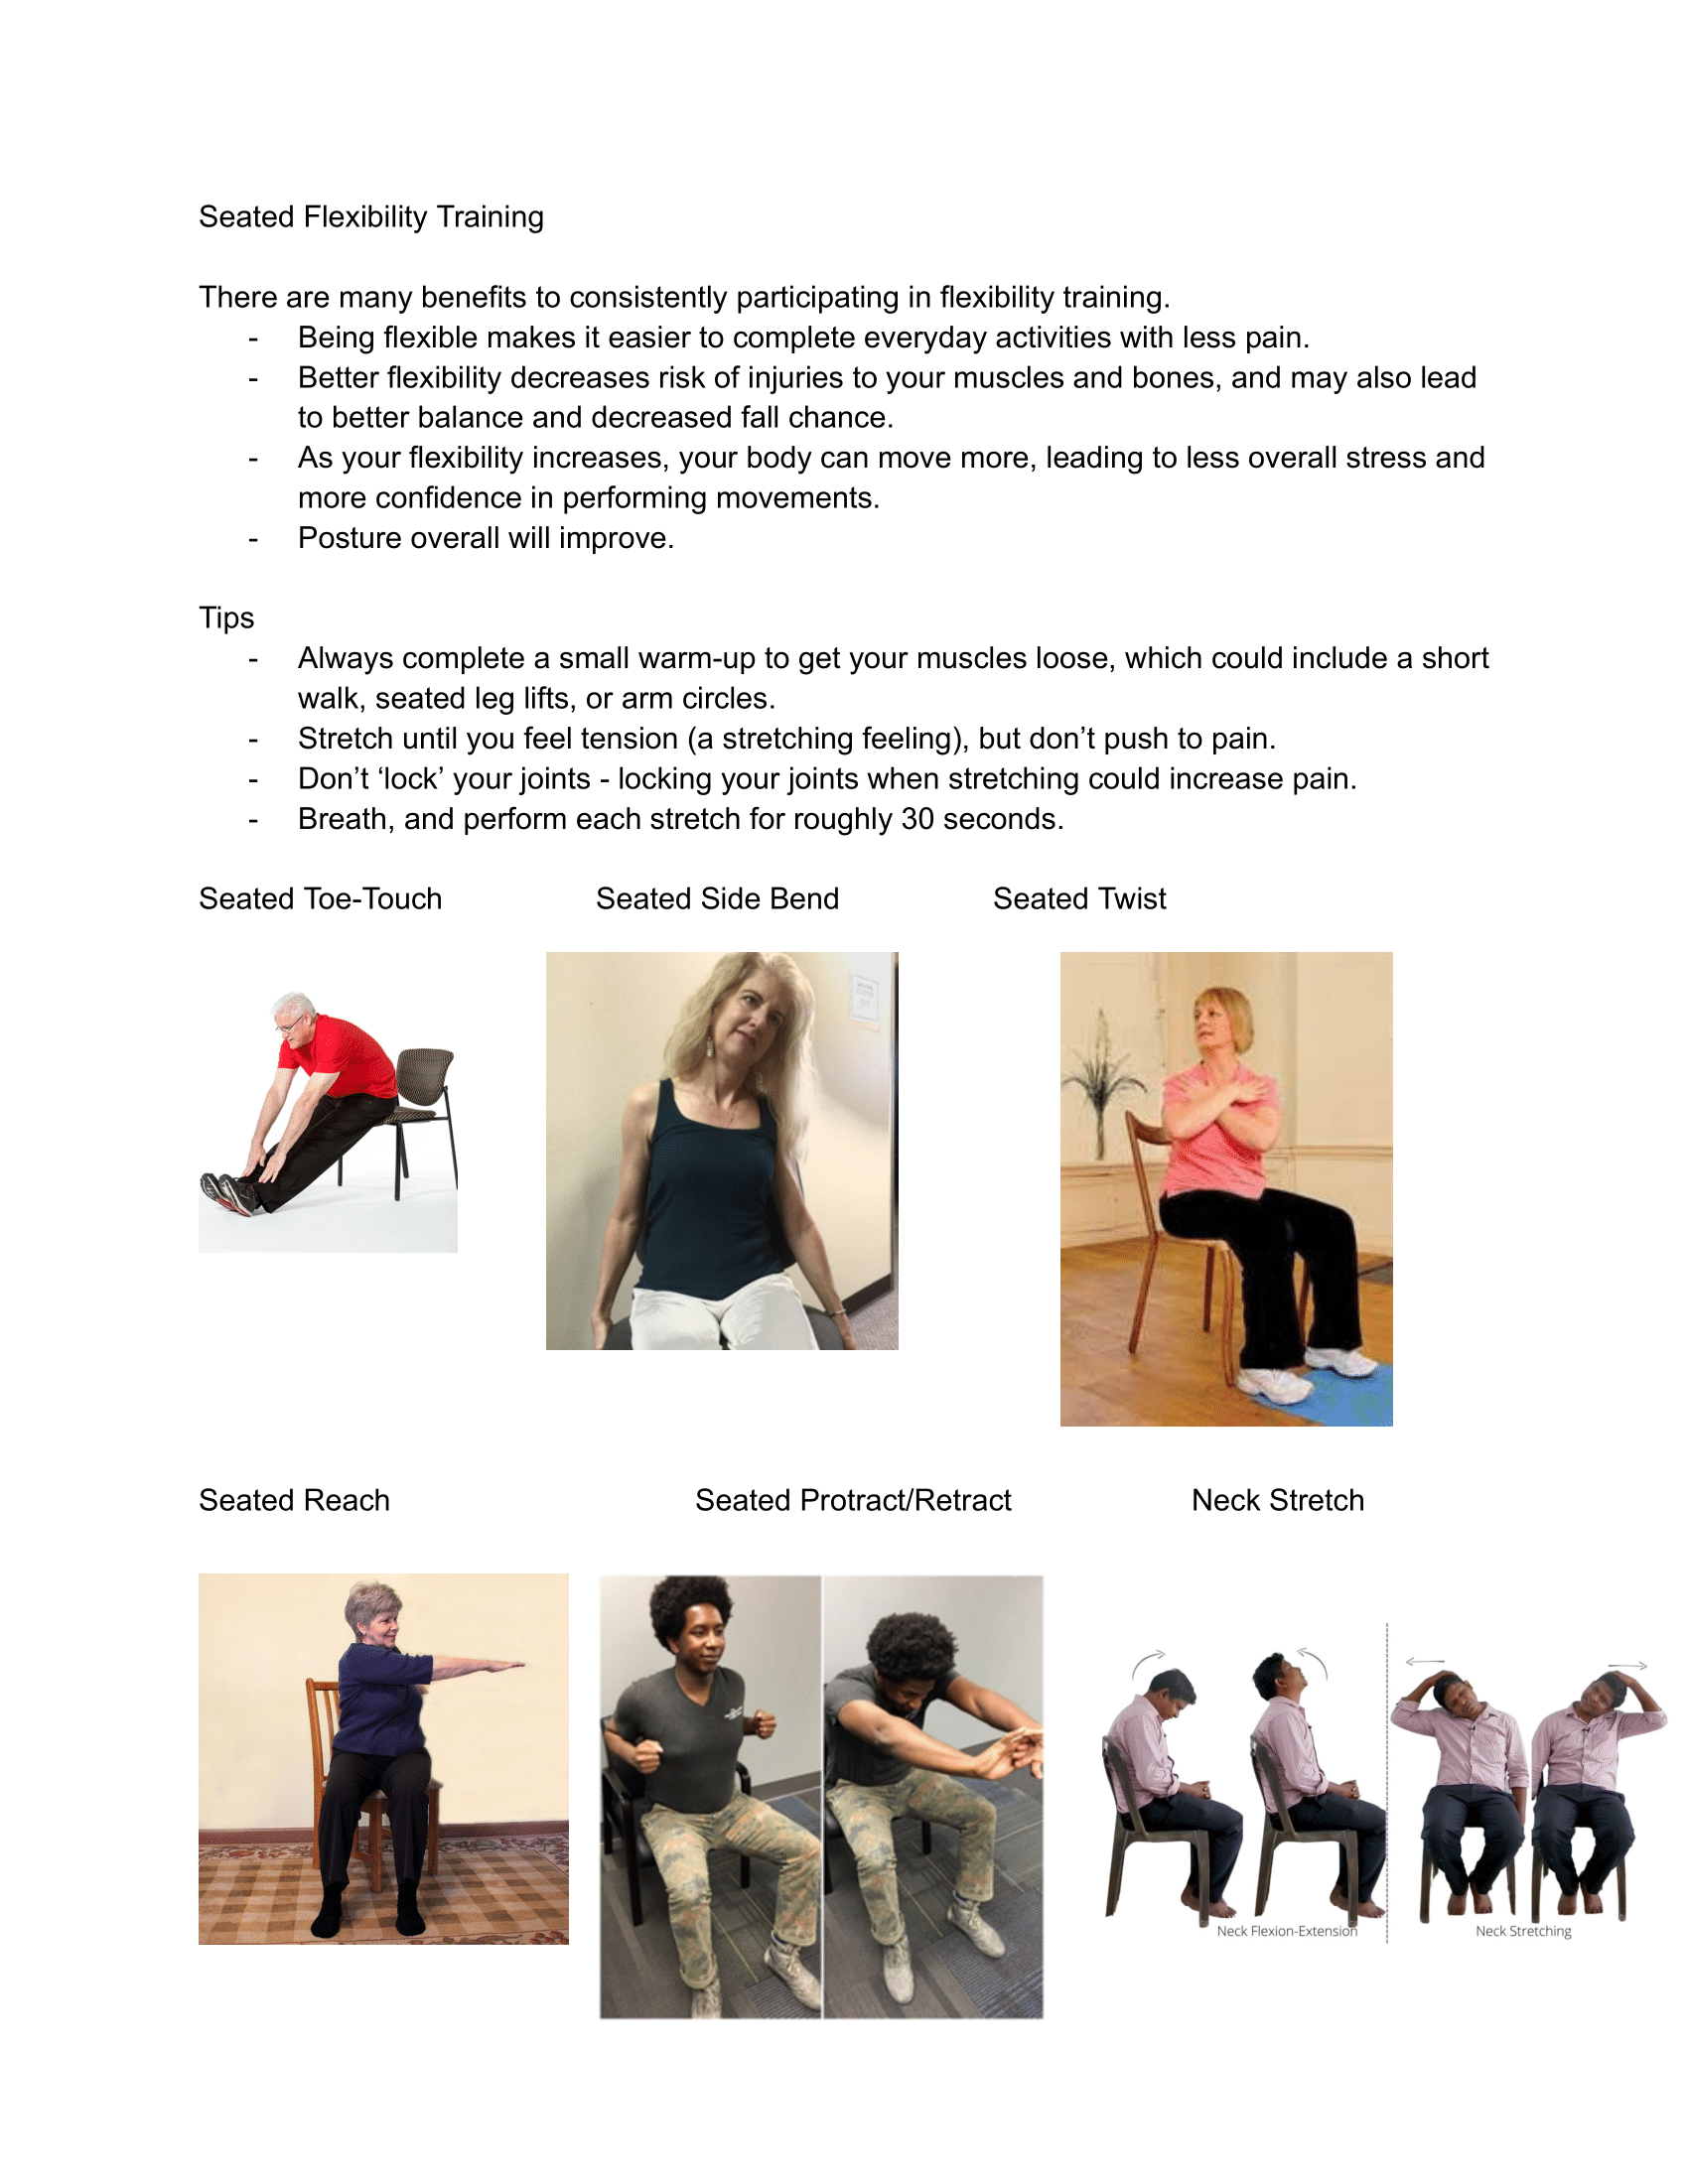 Seated Flexibility Training
There are many benefits to consistently participating in flexibility training.
- Being flexible makes it easier to complete everyday activities with less pain.
- Better flexibility decreases risk of injuries to your muscles and bones, and may also lead
to better balance and decreased fall chance.
- As your flexibility increases, your body can move more, leading to less overall stress and
more confidence in performing movements.
- Posture overall will improve.
Tips
- Always complete a small warm-up to get your muscles loose, which could include a short
walk, seated leg lifts, or arm circles.
- Stretch until you feel tension (a stretching feeling), but don’t push to pain.
- Don’t ‘lock’ your joints - locking your joints when stretching could increase pain.
- Breath, and perform each stretch for roughly 30 seconds.
Seated Toe-Touch Seated Side Bend Seated Twist
Seated Reach Seated Protract/Retract Neck Stretch
Neck Flexion-Extension Neck Stretching